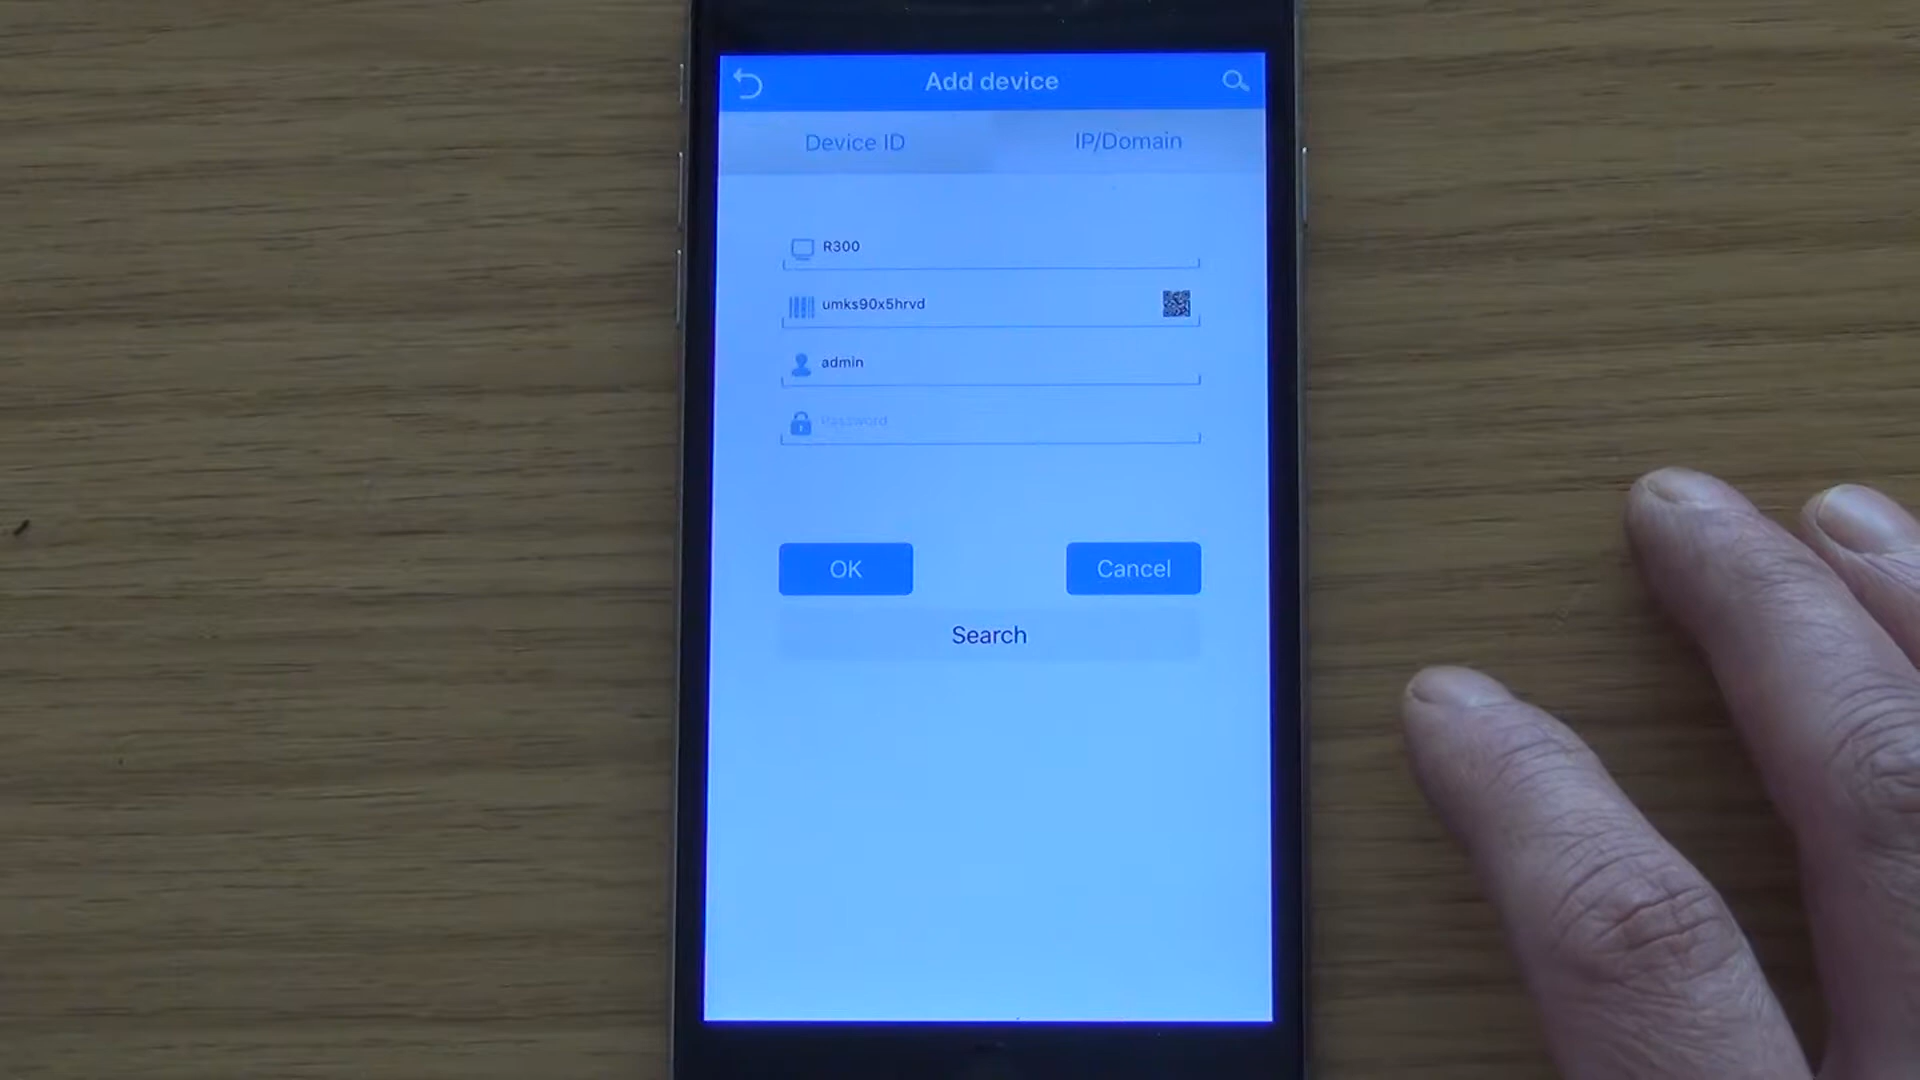 Add device
Device ID
IP/Domain
R300
umks90x5hrvd
admin
Password
OK
Cancel
Search